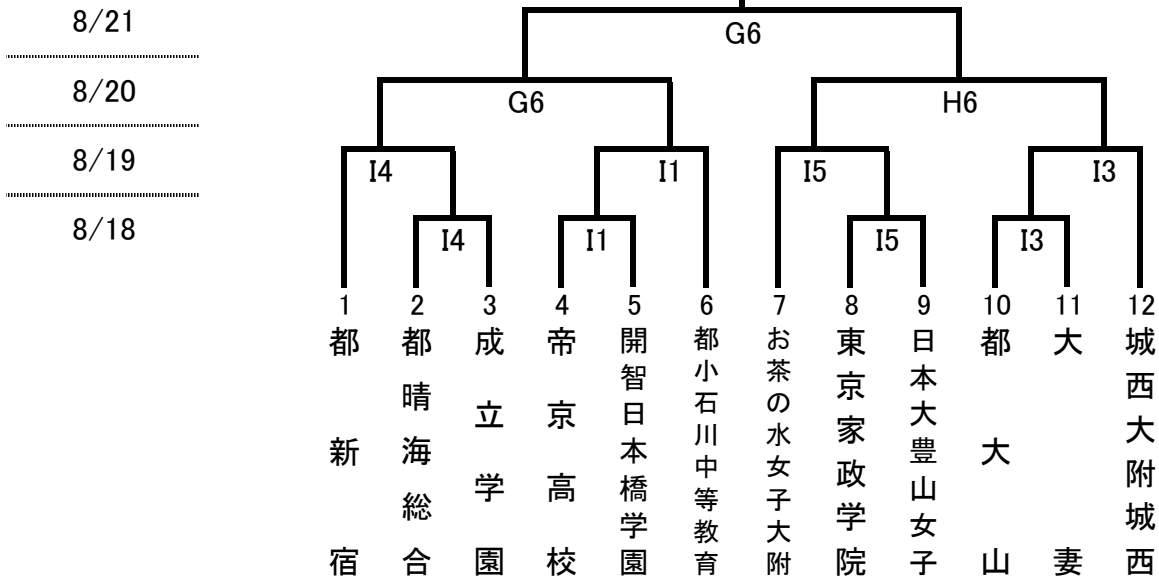 8/21
G6
8/20
G6
H6
8/19
I4
I1
I5
I3
8/18
I4
I1
I5
I3
1
2
3
4
5
6
7
8
9
10
11
12
都新宿
都晴海総合
成立学園
帝京高校
開智日本橋学園
都小石川中等教育
お茶の水女子大附
東京家政学院
日本大豊山女子
都大山
大妻
城西大附城西